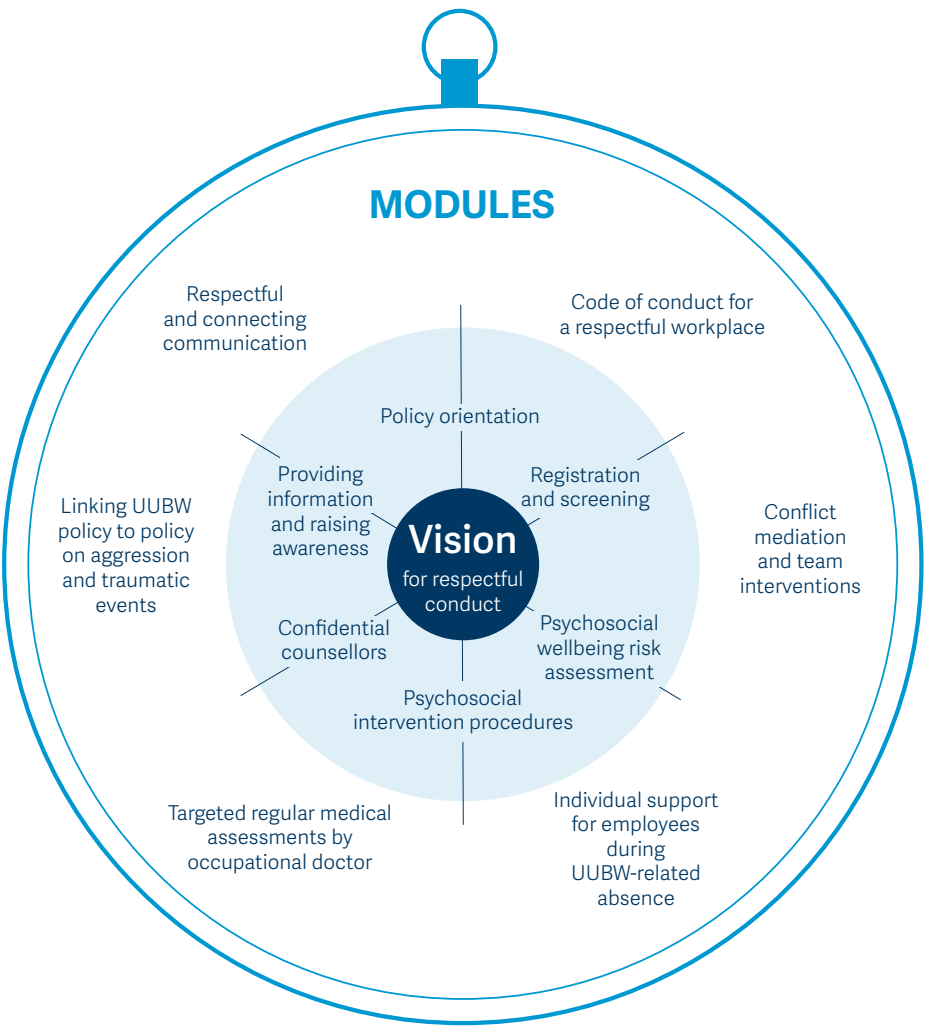 MODULES
Respectful
and connecting
communication
Code of conduct for
a respectful workplace
Policy orientation
Providing
information
and raising
awareness
Registration
and screening
Linking UUBW
policy to policy
on aggression
and traumatic
events
Vision
for respectful
conduct
Conflict
mediation
and team
interventions
Confidential
counsellors
Psychosocial
wellbeing risk
assessment
Psychosocial
intervention procedures
Targeted regular medical
assessments by
occupational doctor
Individual support
for employees
during
UUBW-related
absence